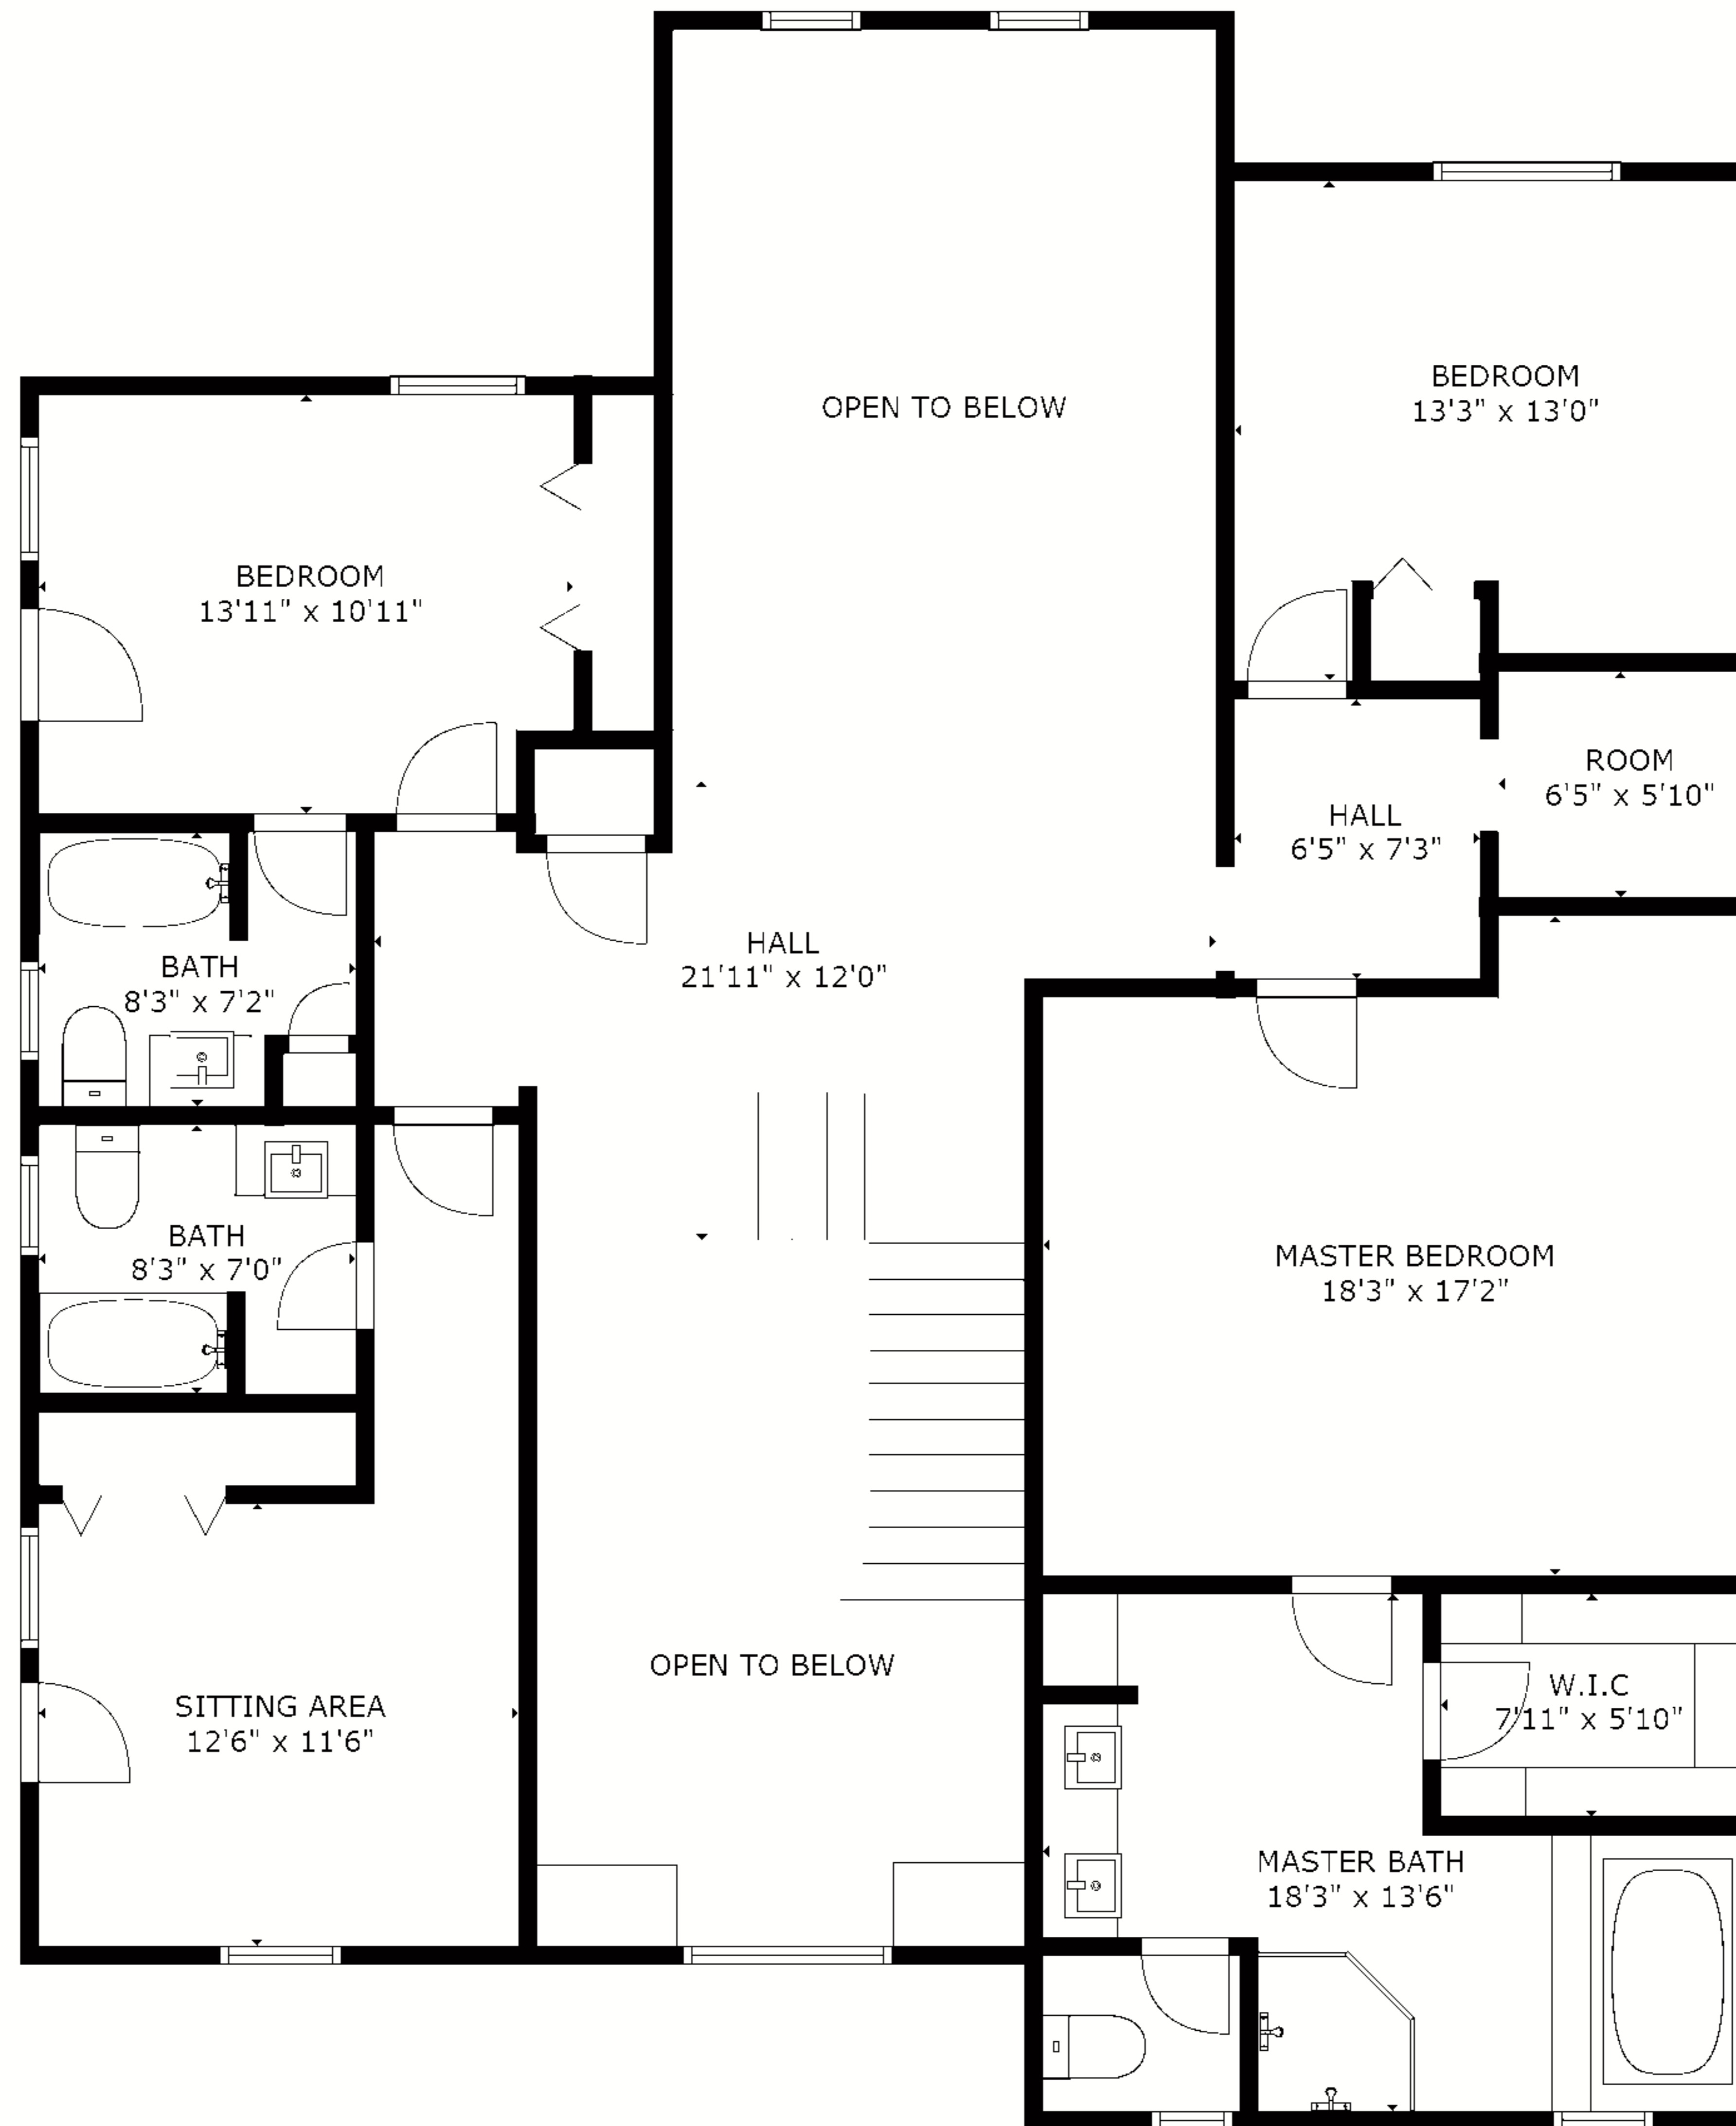 OPEN TO BELOW
BEDROOM
13'3" x 13'0"
BEDROOM
13'11" x 10'11"
ROOM
6'5" x 5'10"
HALL
6'5" x 7'3"
HALL
21'11" x 12'0"
BATH
8'3" x 7'2"
BATH
8'3" x 7'0"
MASTER BEDROOM
18'3" x 17'2"
OPEN TO BELOW
SITTING AREA
12'6" x 11'6"
W.I.C
7'11" x 5'10"
MASTER BATH
18'3" x 13'6"